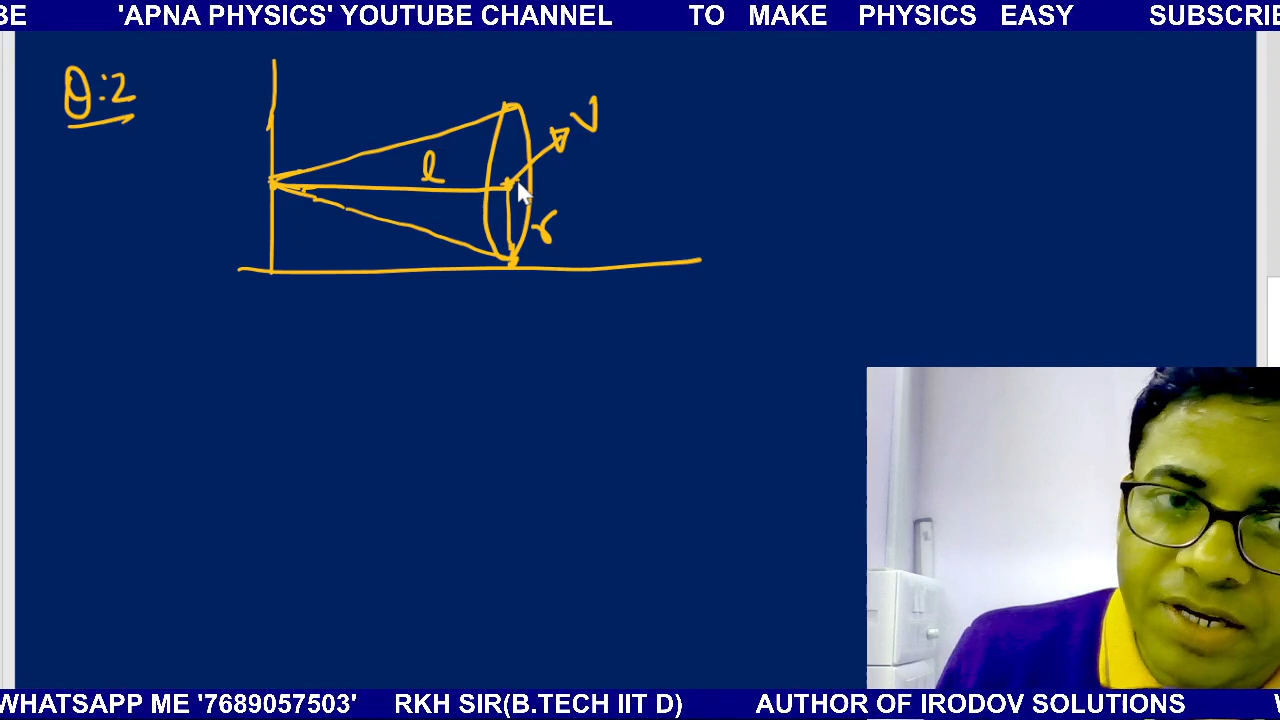 BE 'APNA PHYSICS' YOUTUBE CHANNEL TO MAKE PHYSICS EASY SUBSCRIBE
Q:2
V
l
r
WHATSAPP ME '7689057503' RKH SIR(B.TECH IIT D) AUTHOR OF IRODOV SOLUTIONS